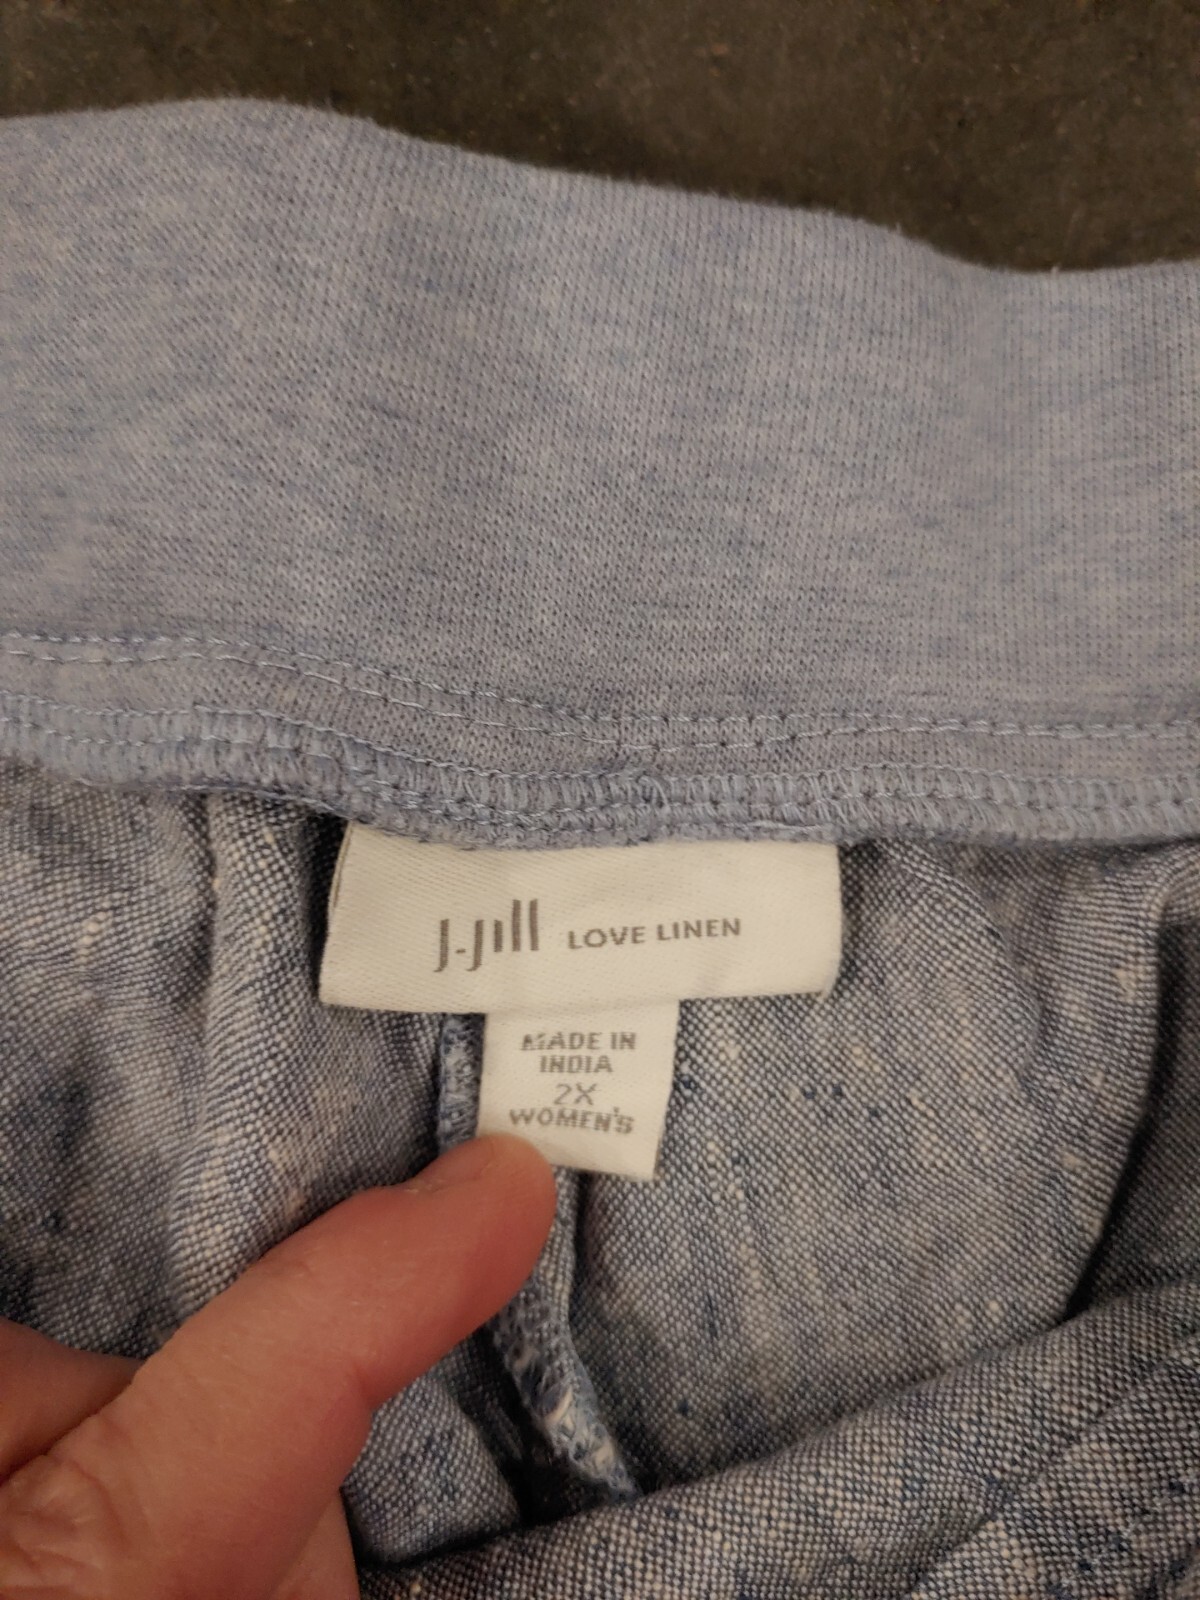 J.Jill LOVE LINEN
MADE IN
INDIA
2X
WOMEN'S